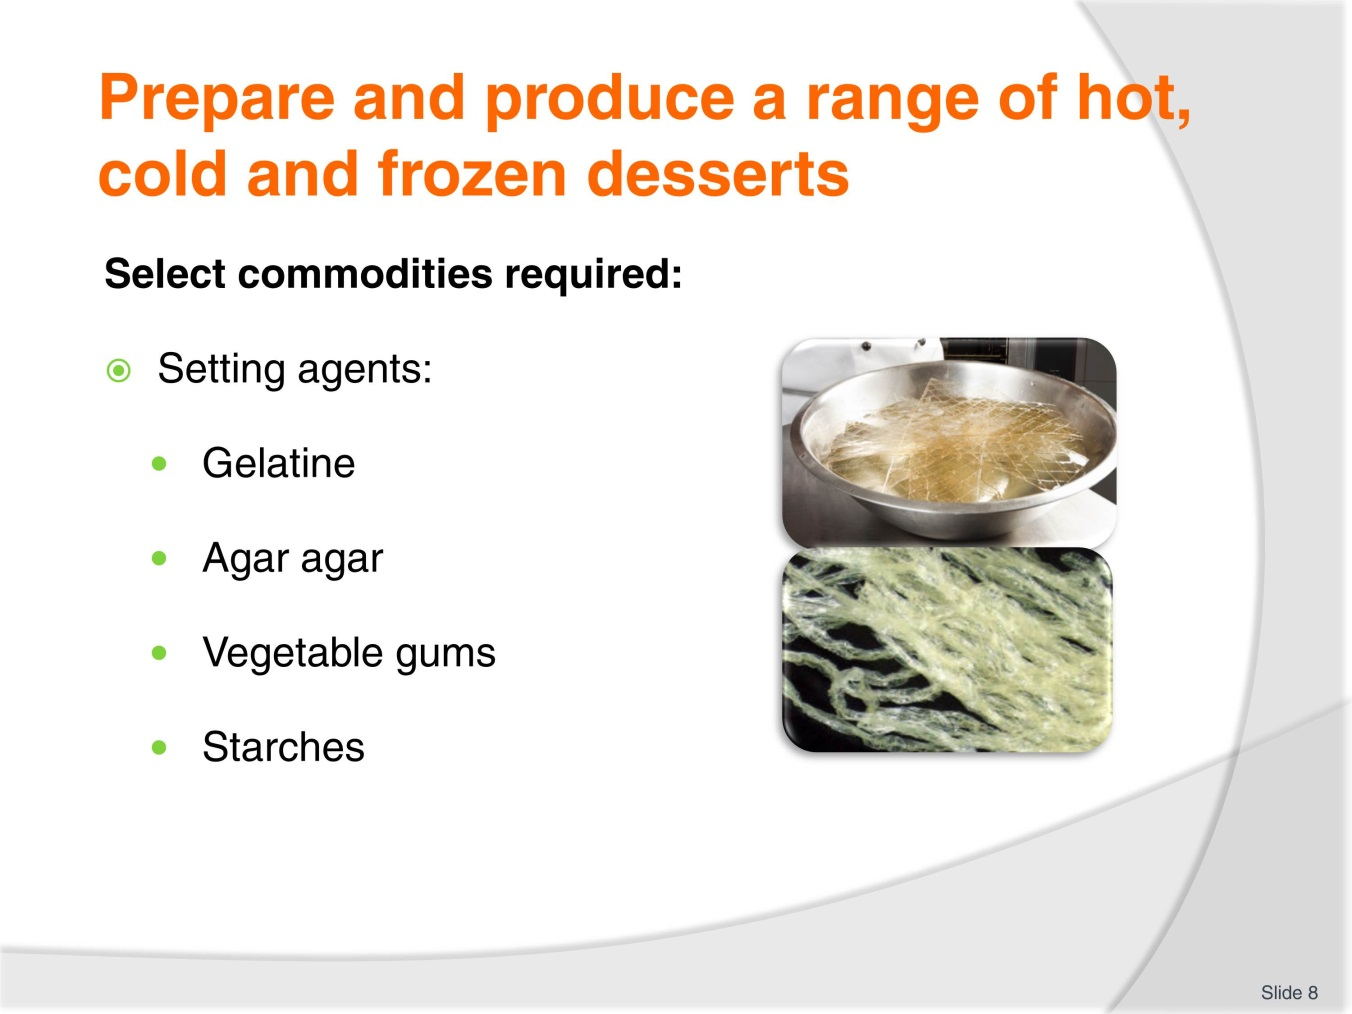 Prepare and produce a range of hot,
cold and frozen desserts
Select commodities required:
Setting agents:
Gelatine
Agar agar
Vegetable gums
Starches
Slide 8